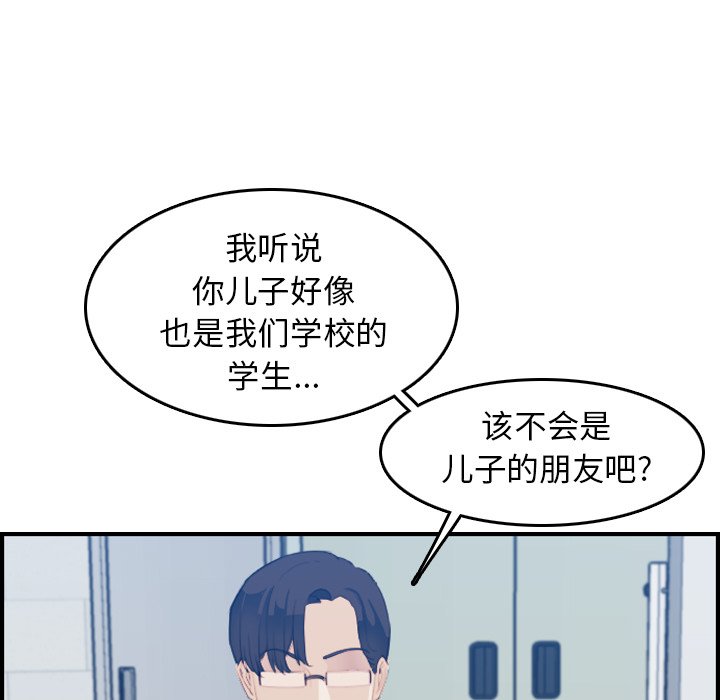 我听说
你儿子好像
也是我们学校的
学生...
该不会是
儿子的朋友吧?